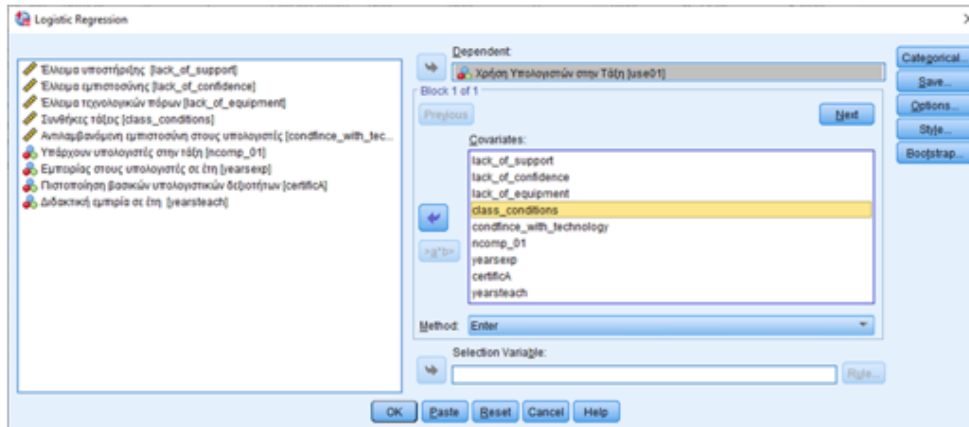 Logistic Regression
Έλλειμα υποστήριξης [lack_of_support]
Έλλειμα εμπιστοσύνης [lack_of_confidence]
Έλλειμα τεχνολογικών πόρων [lack_of_equipment]
Συνθήκες τάξεις [class_conditions]
Αντιλαμβανόμενη εμπιστοσύνη στους υπολογιστές [condfince_with_tec...
Υπάρχουν υπολογιστές στην τάξη [ncomp_01]
Εμπειρίας στους υπολογιστές σε έτη [yearsexp]
Πιστοποίηση βασικών υπολογιστικών δεξιοτήτων [certificA]
Διδακτική εμπιρία σε έτη [yearsteach]
Dependent:
Χρήση Υπολογιστών στην Τάξη [use01]
Block 1 of 1
Previous
Next
Covariates:
lack_of_support
lack_of_confidence
lack_of_equipment
class_conditions
condfince_with_technology
ncomp_01
yearsexp
certificA
yearsteach
>a*b>
Method:
Enter
Selection Variable:
Rule...
Categorical...
Save...
Options...
Style...
Bootstrap...
OK
Paste
Reset
Cancel
Help